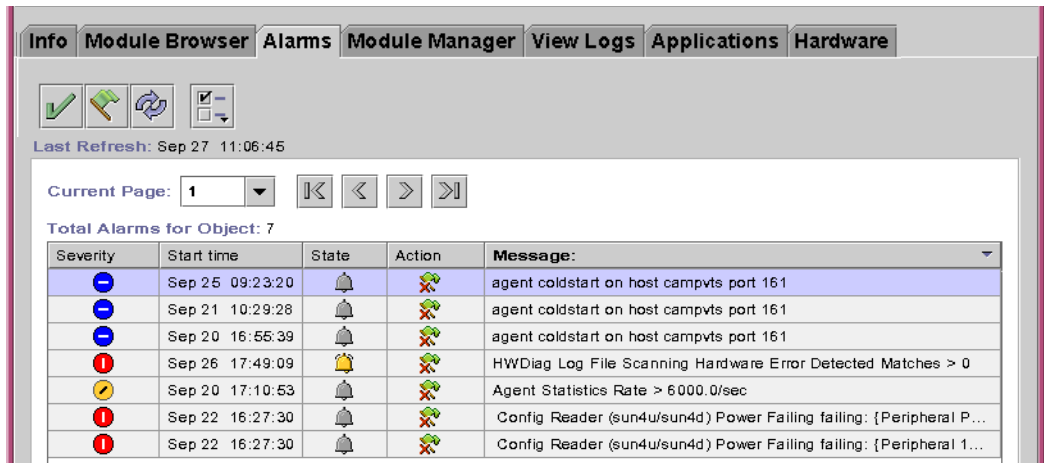 Info Module Browser Alarms Module Manager View Logs Applications Hardware
Last Refresh: Sep 27 11:06:45
Current Page: 1
Total Alarms for Object: 7
Severity Start time State Action Message:
Sep 25 09:23:20 agent coldstart on host campvts port 161
Sep 21 10:29:28 agent coldstart on host campvts port 161
Sep 20 16:55:39 agent coldstart on host campvts port 161
Sep 26 17:49:09 HWDiag Log File Scanning Hardware Error Detected Matches > 0
Sep 20 17:10:53 Agent Statistics Rate > 6000.0/sec
Sep 22 16:27:30 Config Reader (sun4u/sun4d) Power Failing failing: {Peripheral P...
Sep 22 16:27:30 Config Reader (sun4u/sun4d) Power Failing failing: {Peripheral 1...